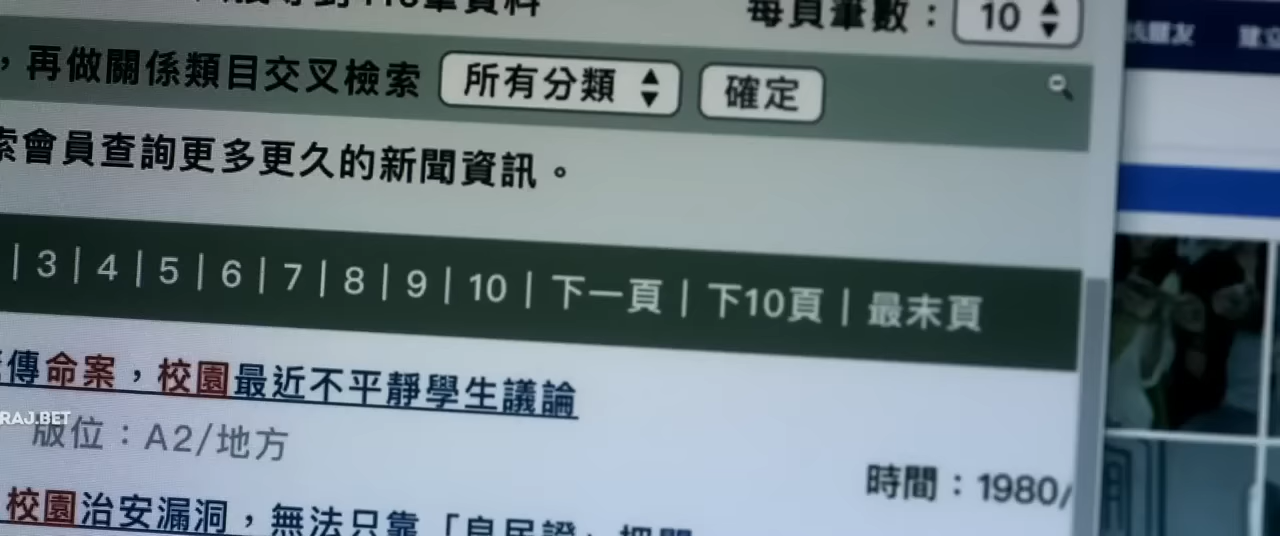 每頁筆數： 10
，再做關係類目交叉檢索 所有分類 確定
索會員查詢更多更久的新聞資訊。
| 3 | 4 | 5 | 6 | 7 | 8 | 9 | 10 | 下一頁 | 下10頁 | 最末頁
傳命案，校園最近不平靜學生議論
RAJ.BET
版位：A2/地方
時間：1980/
校園治安漏洞，無法只靠「